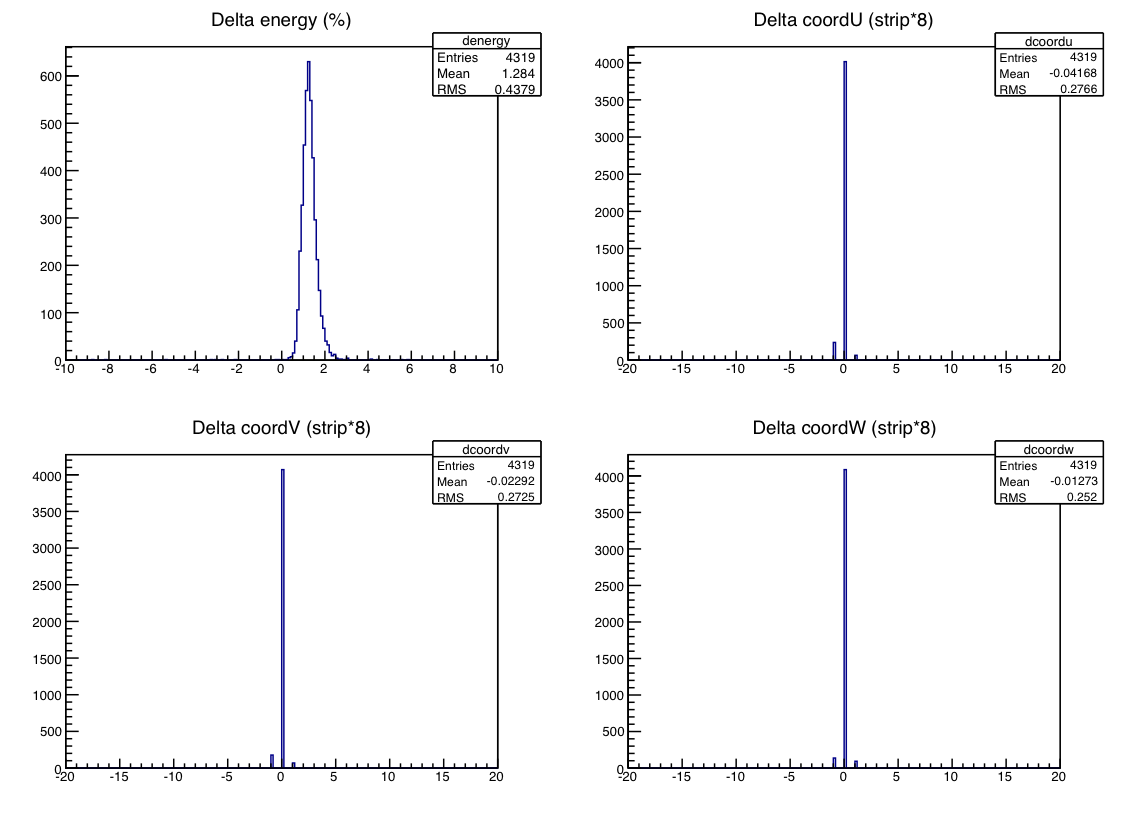 Delta energy (%)
denergy
Entries 4319
Mean 1.284
RMS 0.4379
600
500
400
300
200
100
0
-10 -8 -6 -4 -2 0 2 4 6 8 10
Delta coordU (strip*8)
dcoordu
Entries 4319
Mean -0.04168
RMS 0.2766
4000
3500
3000
2500
2000
1500
1000
500
0
-20 -15 -10 -5 0 5 10 15 20
Delta coordV (strip*8)
dcoordv
Entries 4319
Mean -0.02292
RMS 0.2725
4000
3500
3000
2500
2000
1500
1000
500
0
-20 -15 -10 -5 0 5 10 15 20
Delta coordW (strip*8)
dcoordw
Entries 4319
Mean -0.01273
RMS 0.252
4000
3500
3000
2500
2000
1500
1000
500
0
-20 -15 -10 -5 0 5 10 15 20